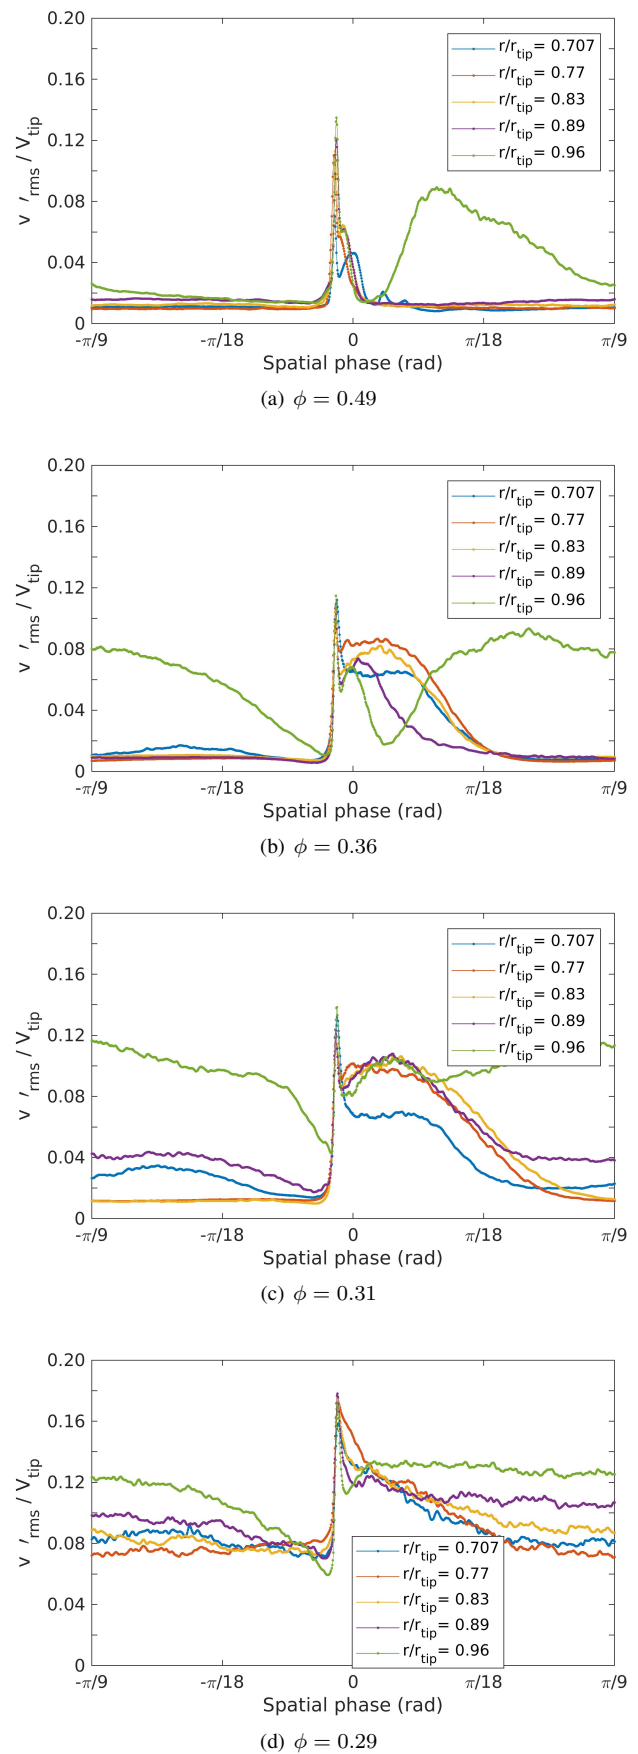 0.20
0.16
0.12
0.08
0.04
0
v ′rms / Vtip
r/rtip= 0.707
r/rtip= 0.77
r/rtip= 0.83
r/rtip= 0.89
r/rtip= 0.96
-π/9 -π/18 0 π/18 π/9
Spatial phase (rad)
(a) ϕ = 0.49
0.20
0.16
0.12
0.08
0.04
0
v ′rms / Vtip
r/rtip= 0.707
r/rtip= 0.77
r/rtip= 0.83
r/rtip= 0.89
r/rtip= 0.96
-π/9 -π/18 0 π/18 π/9
Spatial phase (rad)
(b) ϕ = 0.36
0.20
0.16
0.12
0.08
0.04
0
v ′rms / Vtip
r/rtip= 0.707
r/rtip= 0.77
r/rtip= 0.83
r/rtip= 0.89
r/rtip= 0.96
-π/9 -π/18 0 π/18 π/9
Spatial phase (rad)
(c) ϕ = 0.31
0.20
0.16
0.12
0.08
0.04
0
v ′rms / Vtip
r/rtip= 0.707
r/rtip= 0.77
r/rtip= 0.83
r/rtip= 0.89
r/rtip= 0.96
-π/9 -π/18 0 π/18 π/9
Spatial phase (rad)
(d) ϕ = 0.29